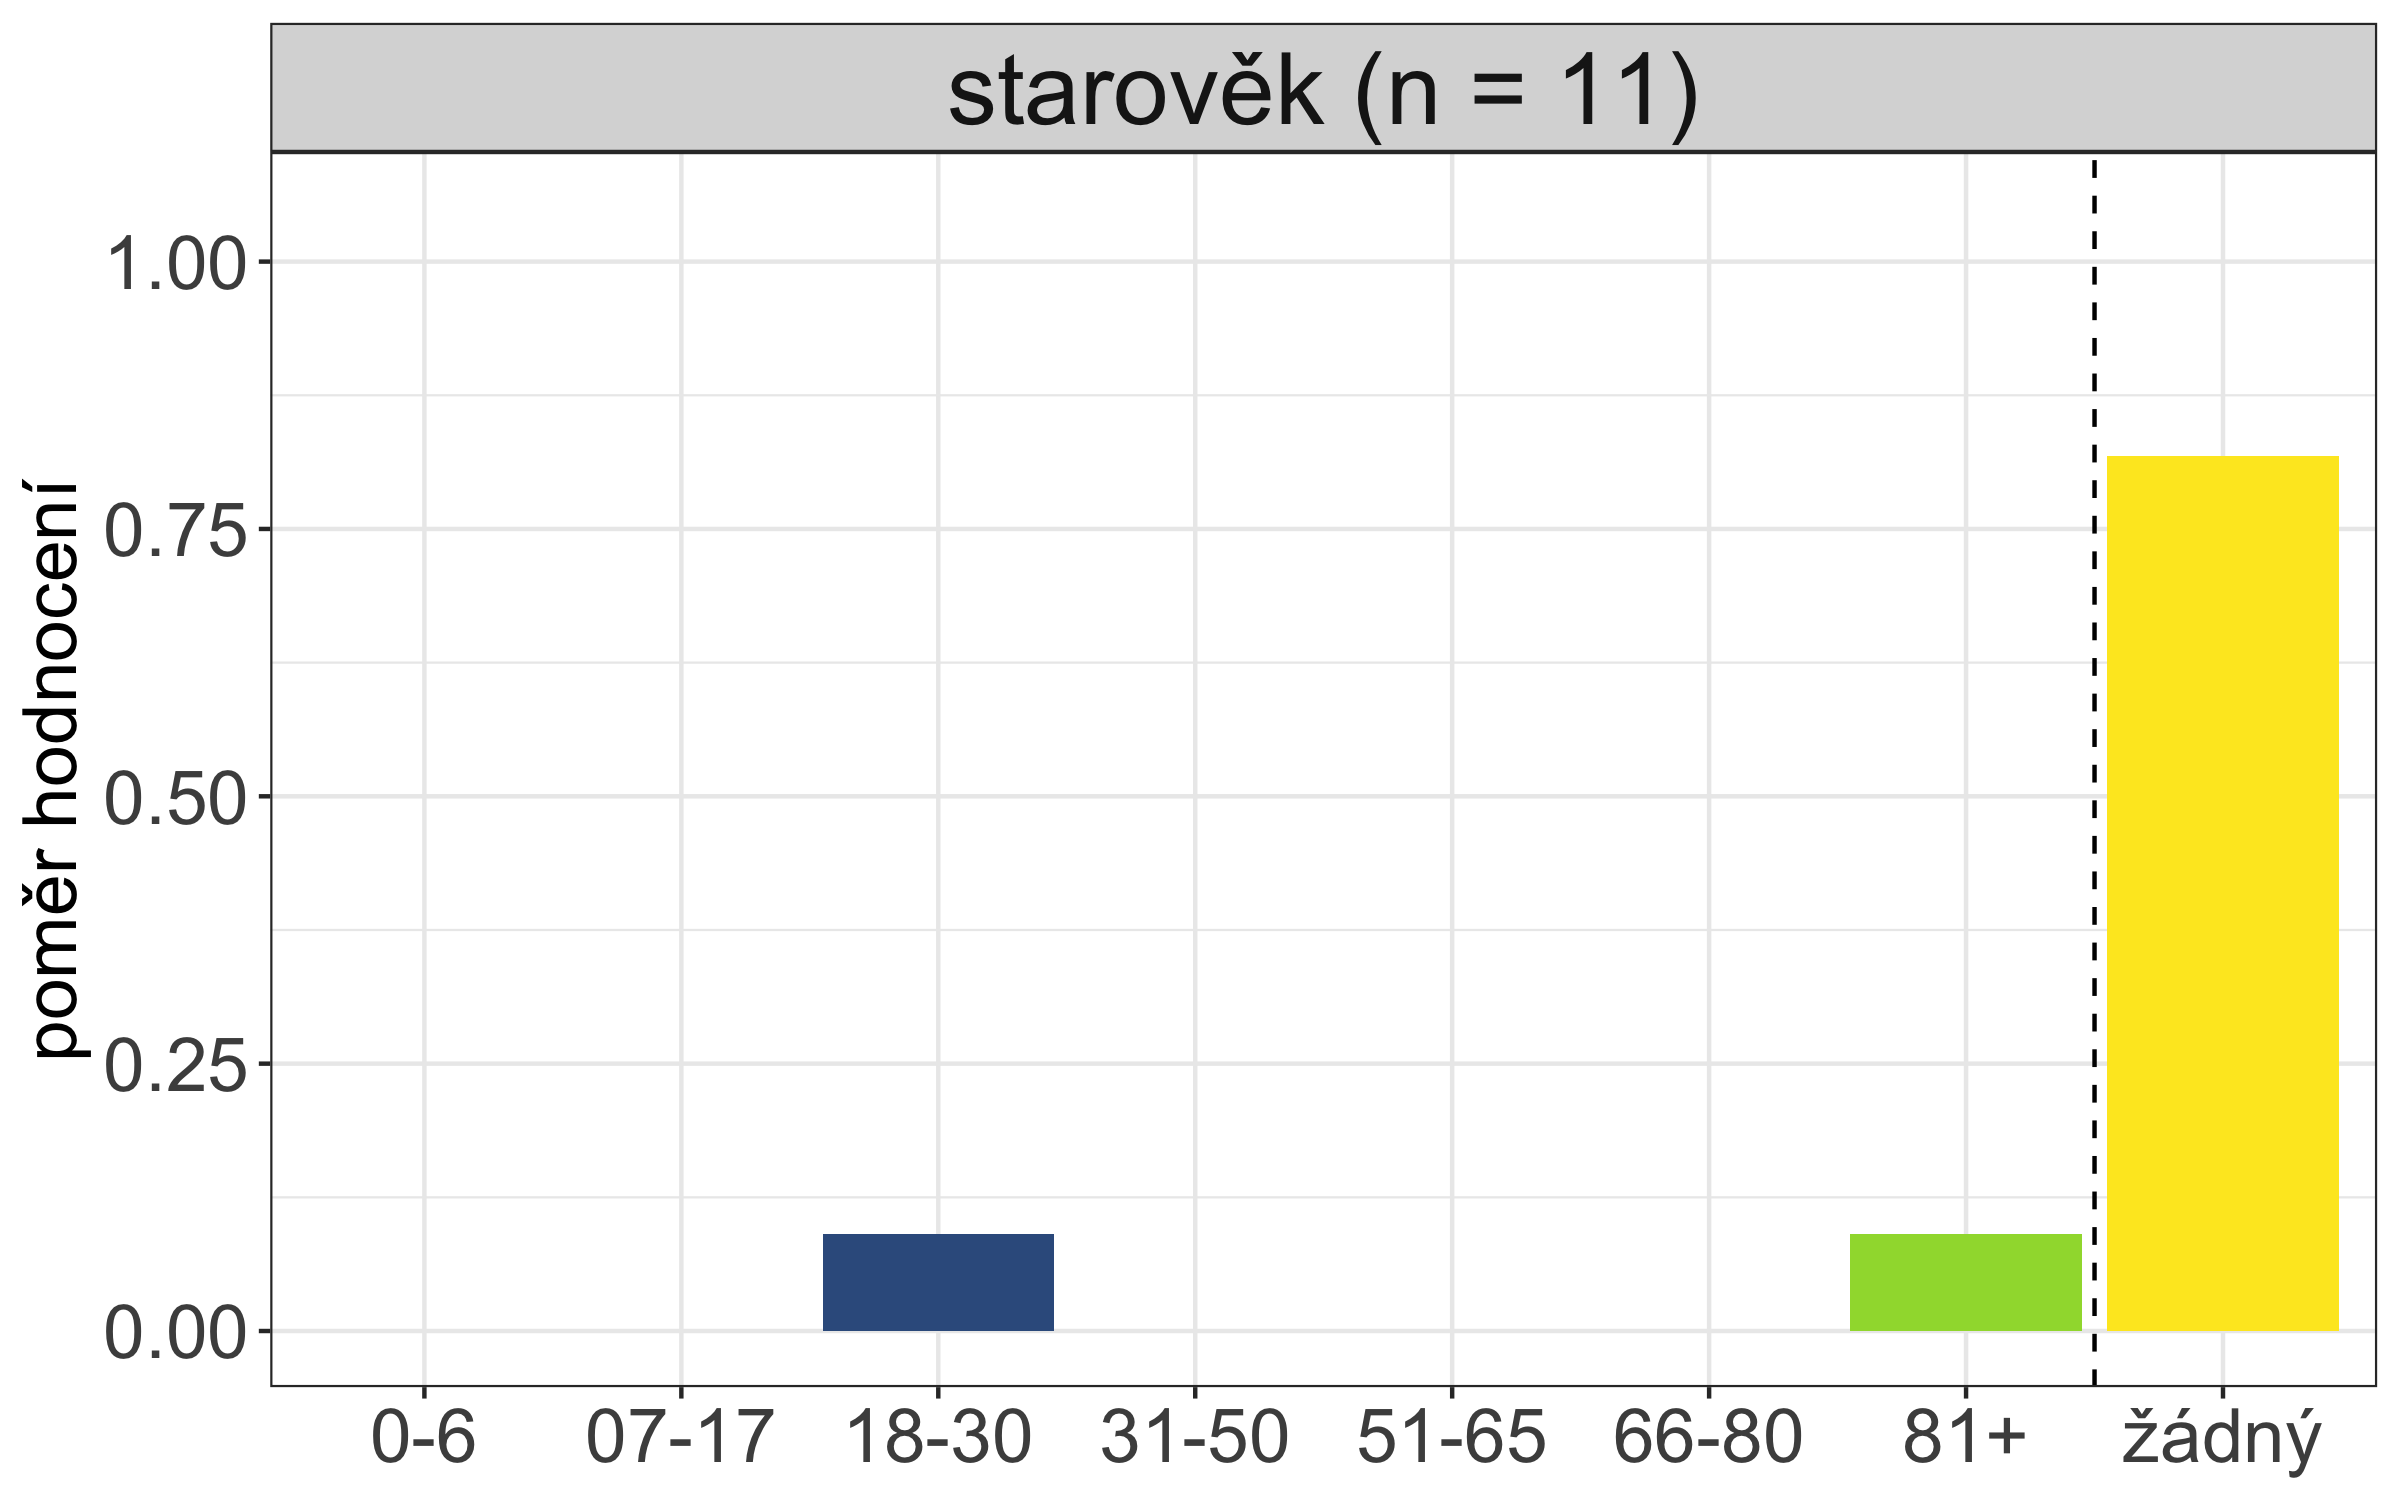 starověk (n = 11)
poměr hodnocení
1.00
0.75
0.50
0.25
0.00
0-6 07-17 18-30 31-50 51-65 66-80 81+ žádný